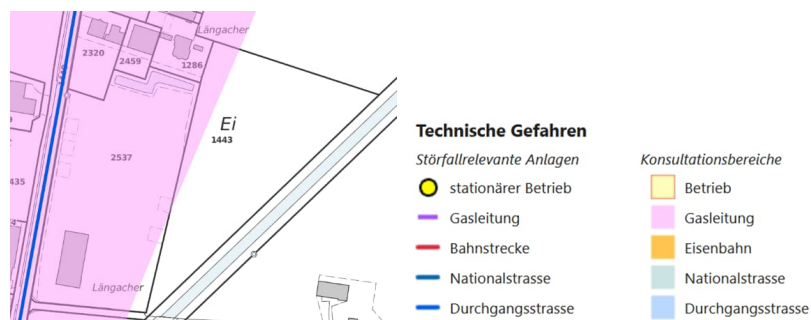 Längacher
2320
2459
1286
Ei
1443
2537
435
Längacher
Technische Gefahren
Störfallrelevante Anlagen
stationärer Betrieb
Gasleitung
Bahnstrecke
Nationalstrasse
Durchgangsstrasse
Konsultationsbereiche
Betrieb
Gasleitung
Eisenbahn
Nationalstrasse
Durchgangsstrasse